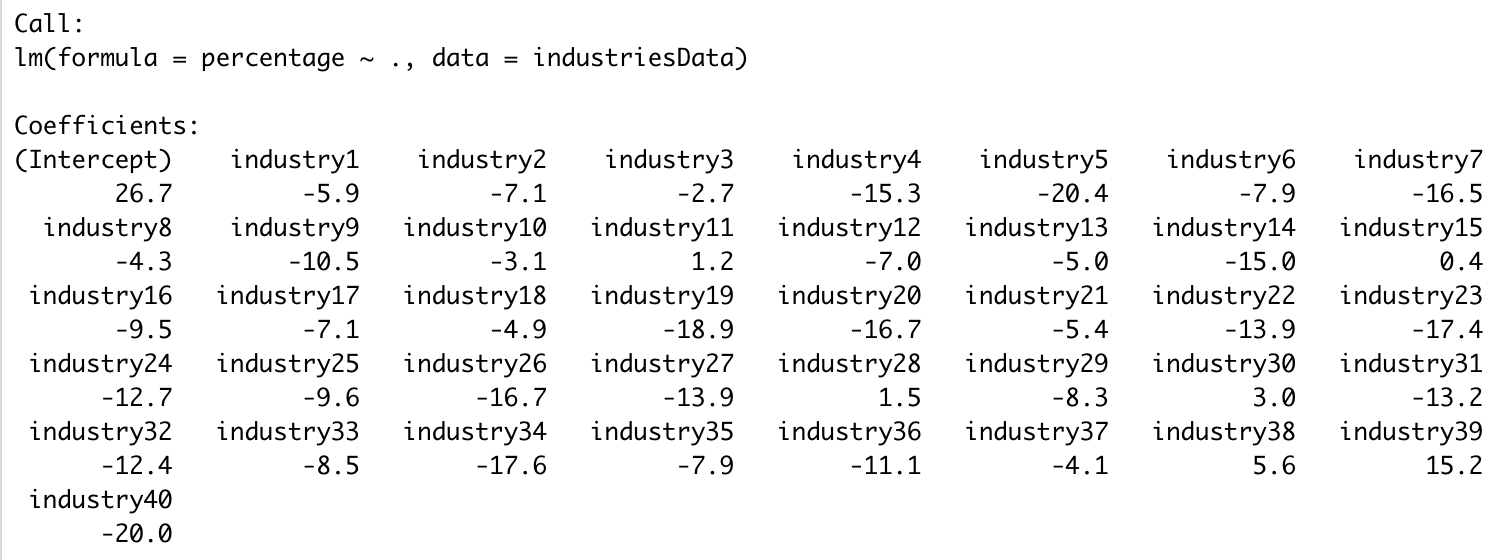 Call:
lm(formula = percentage ~ ., data = industriesData)
Coefficients:
(Intercept) industry1 industry2 industry3 industry4 industry5 industry6 industry7
26.7 -5.9 -7.1 -2.7 -15.3 -20.4 -7.9 -16.5
industry8 industry9 industry10 industry11 industry12 industry13 industry14 industry15
-4.3 -10.5 -3.1 1.2 -7.0 -5.0 -15.0 0.4
industry16 industry17 industry18 industry19 industry20 industry21 industry22 industry23
-9.5 -7.1 -4.9 -18.9 -16.7 -5.4 -13.9 -17.4
industry24 industry25 industry26 industry27 industry28 industry29 industry30 industry31
-12.7 -9.6 -16.7 -13.9 1.5 -8.3 3.0 -13.2
industry32 industry33 industry34 industry35 industry36 industry37 industry38 industry39
-12.4 -8.5 -17.6 -7.9 -11.1 -4.1 5.6 15.2
industry40
-20.0